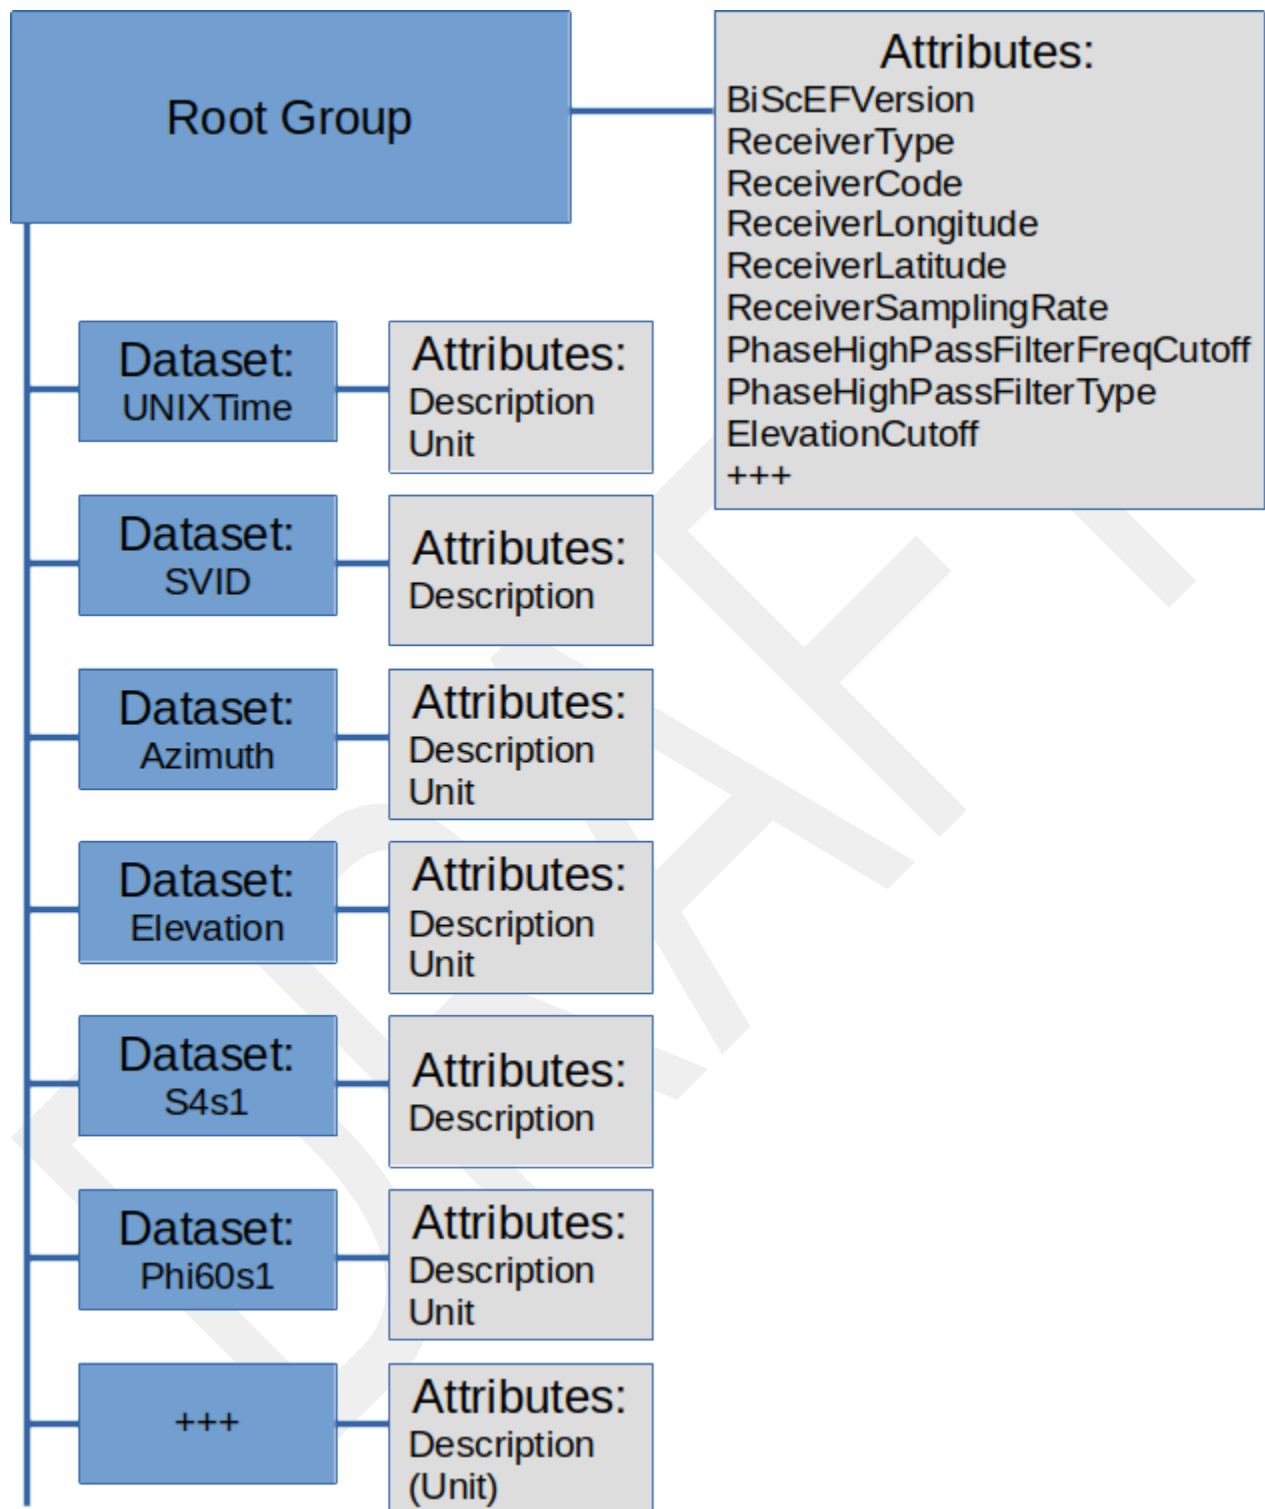 Root Group
Attributes:
BiScEFVersion
ReceiverType
ReceiverCode
ReceiverLongitude
ReceiverLatitude
ReceiverSamplingRate
PhaseHighPassFilterFreqCutoff
PhaseHighPassFilterType
ElevationCutoff
+++
Dataset:
UNIXTime
Attributes:
Description
Unit
Dataset:
SVID
Attributes:
Description
Dataset:
Azimuth
Attributes:
Description
Unit
Dataset:
Elevation
Attributes:
Description
Unit
Dataset:
S4s1
Attributes:
Description
Dataset:
Phi60s1
Attributes:
Description
Unit
+++
Attributes:
Description
(Unit)
DRAFT